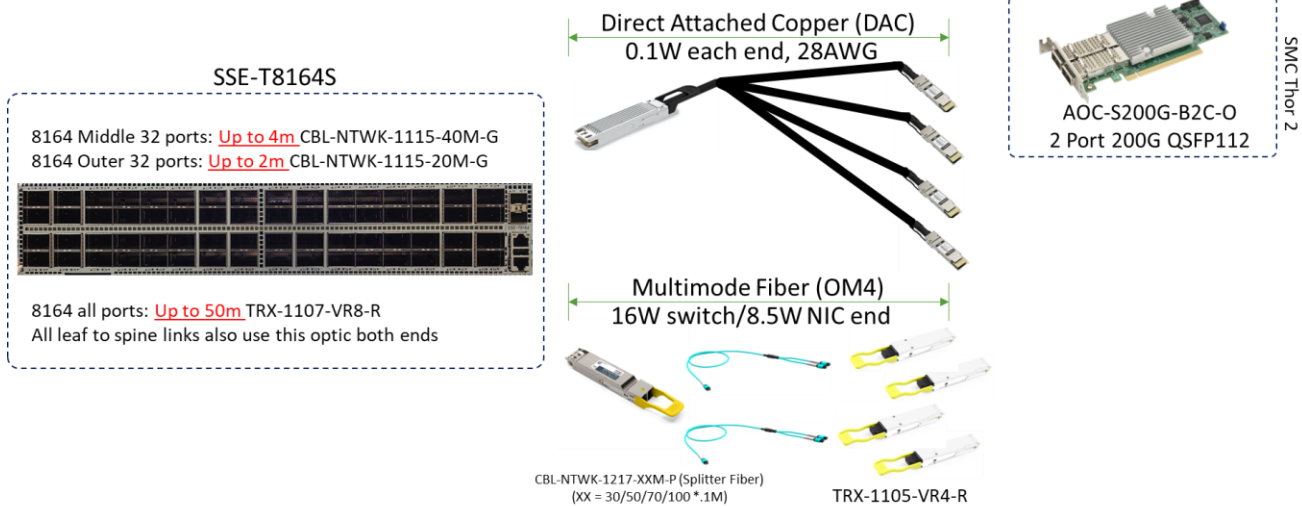 SSE-T8164S
8164 Middle 32 ports: Up to 4m CBL-NTWK-1115-40M-G
8164 Outer 32 ports: Up to 2m CBL-NTWK-1115-20M-G
SSE-T8164
8164 all ports: Up to 50m TRX-1107-VR8-R
All leaf to spine links also use this optic both ends
Direct Attached Copper (DAC)
0.1W each end, 28AWG
Multimode Fiber (OM4)
16W switch/8.5W NIC end
CBL-NTWK-1217-XXM-P (Splitter Fiber)
(XX = 30/50/70/100 *.1M)
TRX-1105-VR4-R
AOC-S200G-B2C-O
2 Port 200G QSFP112
SMC Thor 2